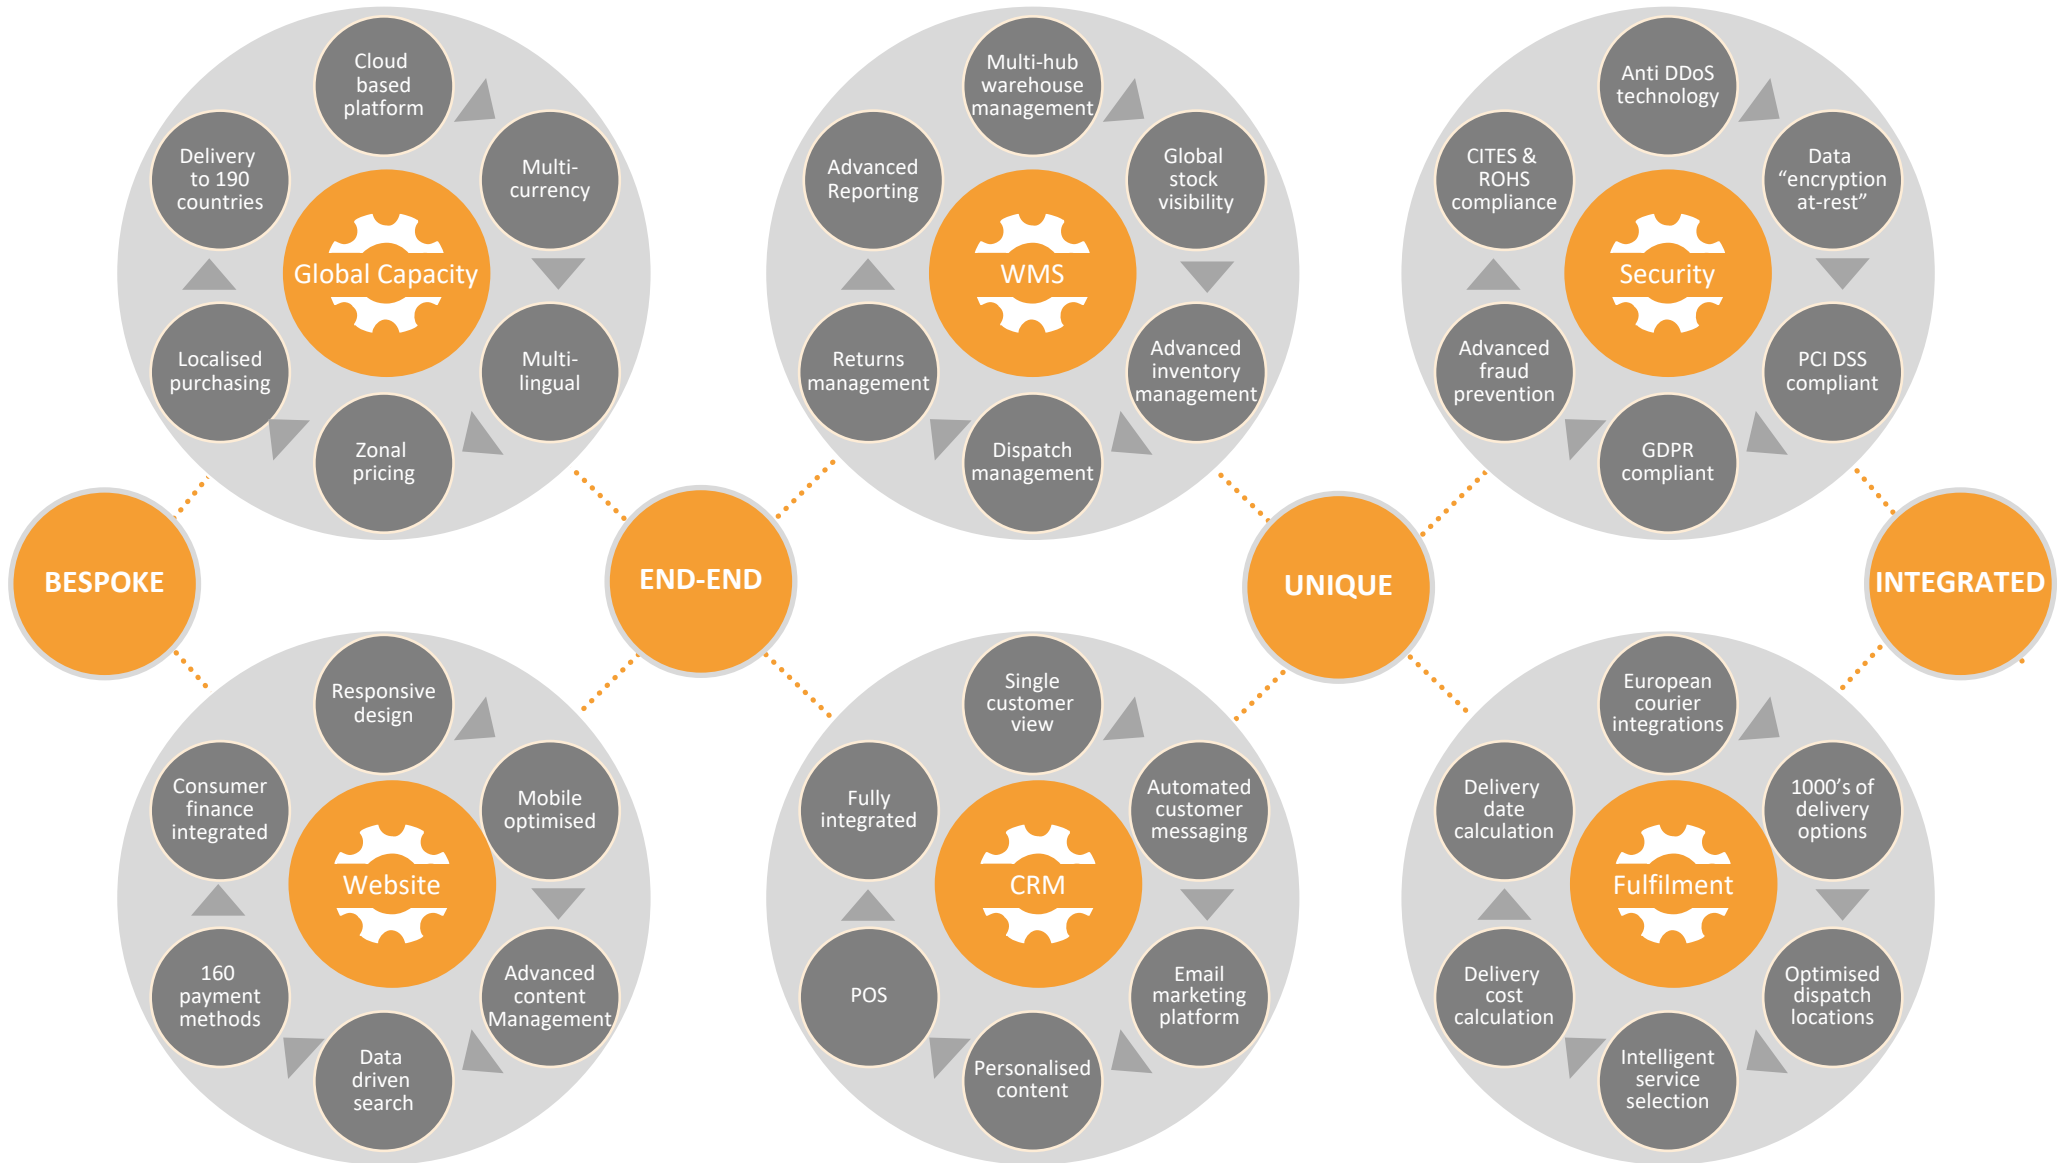 Cloud
based
platform
Multi-
currency
Multi-
lingual
Zonal
pricing
Localised
purchasing
Delivery
to 190
countries
Global Capacity
Multi-hub
warehouse
management
Global
stock
visibility
Advanced
inventory
management
Dispatch
management
Returns
management
Advanced
Reporting
WMS
Anti DDoS
technology
Data
“encryption
at-rest”
PCI DSS
compliant
GDPR
compliant
Advanced
fraud
prevention
CITES &
ROHS
compliance
Security
BESPOKE
END-END
UNIQUE
INTEGRATED
Responsive
design
Mobile
optimised
Advanced
content
Management
Data
driven
search
160
payment
methods
Consumer
finance
integrated
Website
Single
customer
view
Automated
customer
messaging
Email
marketing
platform
Personalised
content
POS
Fully
integrated
CRM
European
courier
integrations
1000’s of
delivery
options
Optimised
dispatch
locations
Intelligent
service
selection
Delivery
cost
calculation
Delivery
date
calculation
Fulfilment